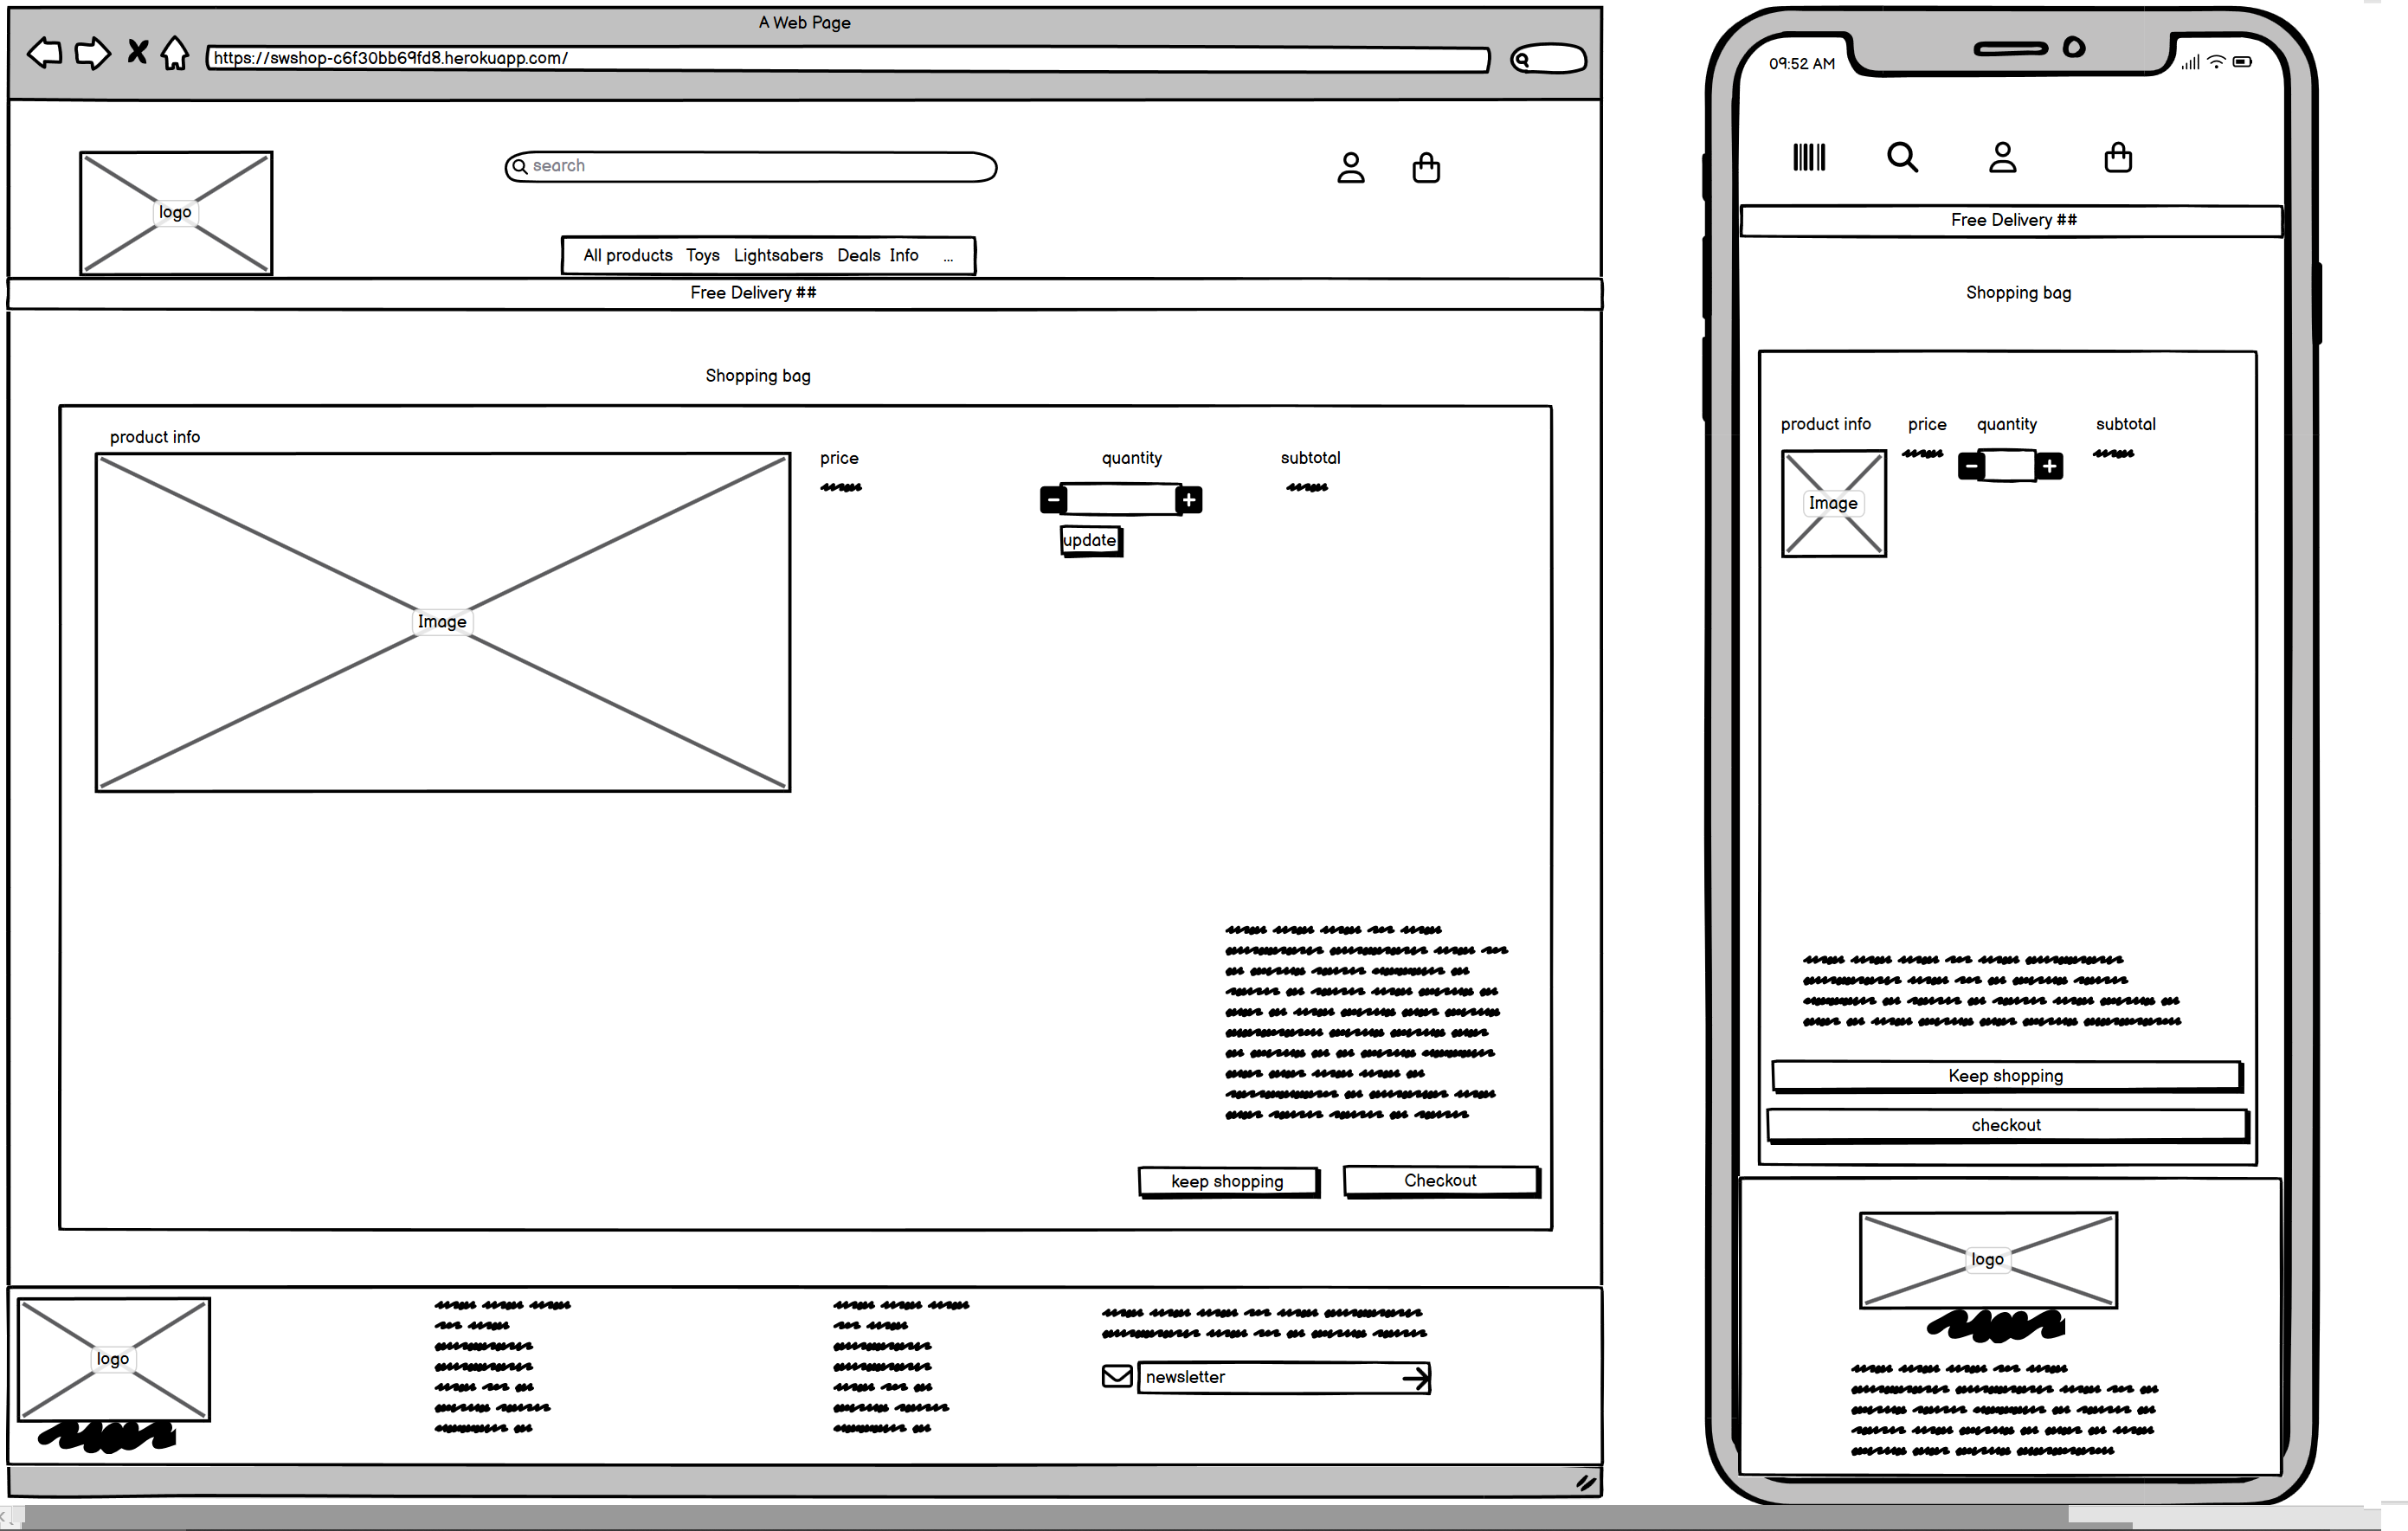 A Web Page
https://swshop-c6f30bb69fd8.herokuapp.com/
logo
search
All products Toys Lightsabers Deals Info ...
Free Delivery ##
Shopping bag
product info
price
quantity
subtotal
update
Image
keep shopping
Checkout
logo
newsletter
09:52 AM
Free Delivery ##
Shopping bag
product info price quantity subtotal
Image
Keep shopping
checkout
logo